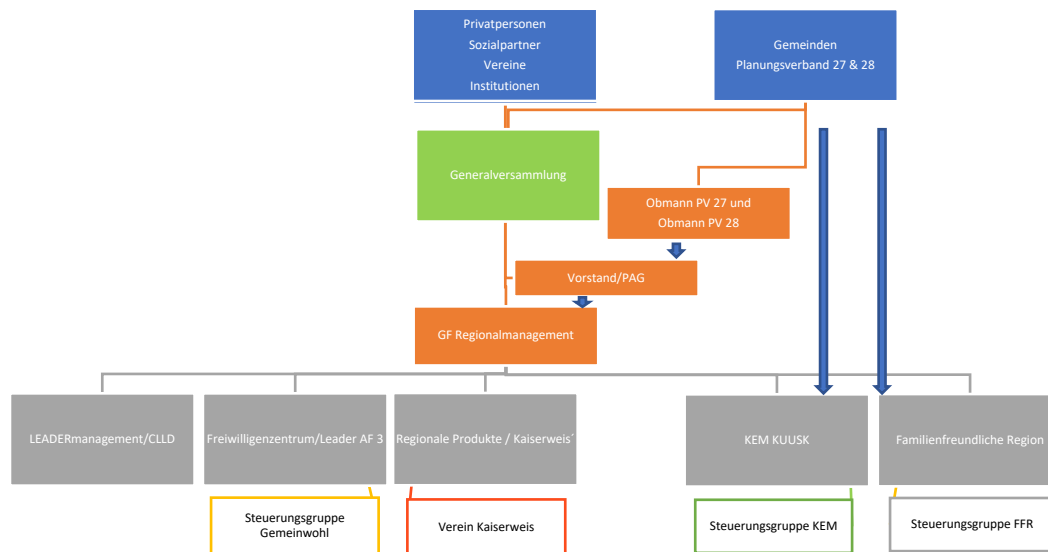 Privatpersonen
Sozialpartner
Vereine
Institutionen
Gemeinden
Planungsverband 27 & 28
Generalversammlung
Obmann PV 27 und
Obmann PV 28
Vorstand/PAG
GF Regionalmanagement
LEADERmanagement/CLLD
Freiwilligenzentrum/Leader AF 3
Regionale Produkte / Kaiserweis´
KEM KUUSK
Familienfreundliche Region
Steuerungsgruppe
Gemeinwohl
Verein Kaiserweis
Steuerungsgruppe KEM
Steuerungsgruppe FFR